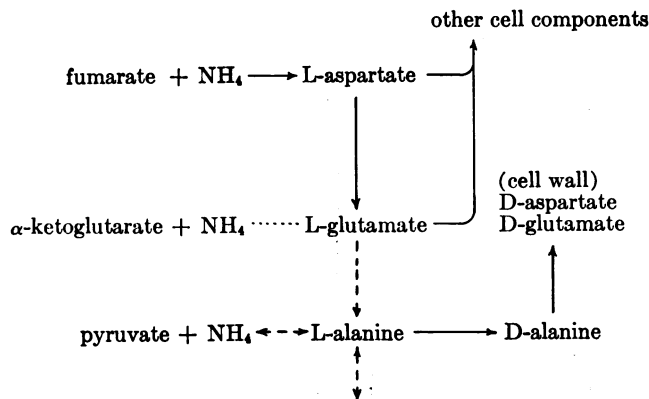 other cell components
fumarate + NH₄ → L-aspartate
(cell wall)
D-aspartate
α-ketoglutarate + NH₄ ······ L-glutamate
D-glutamate
pyruvate + NH₄ L-alanine → D-alanine